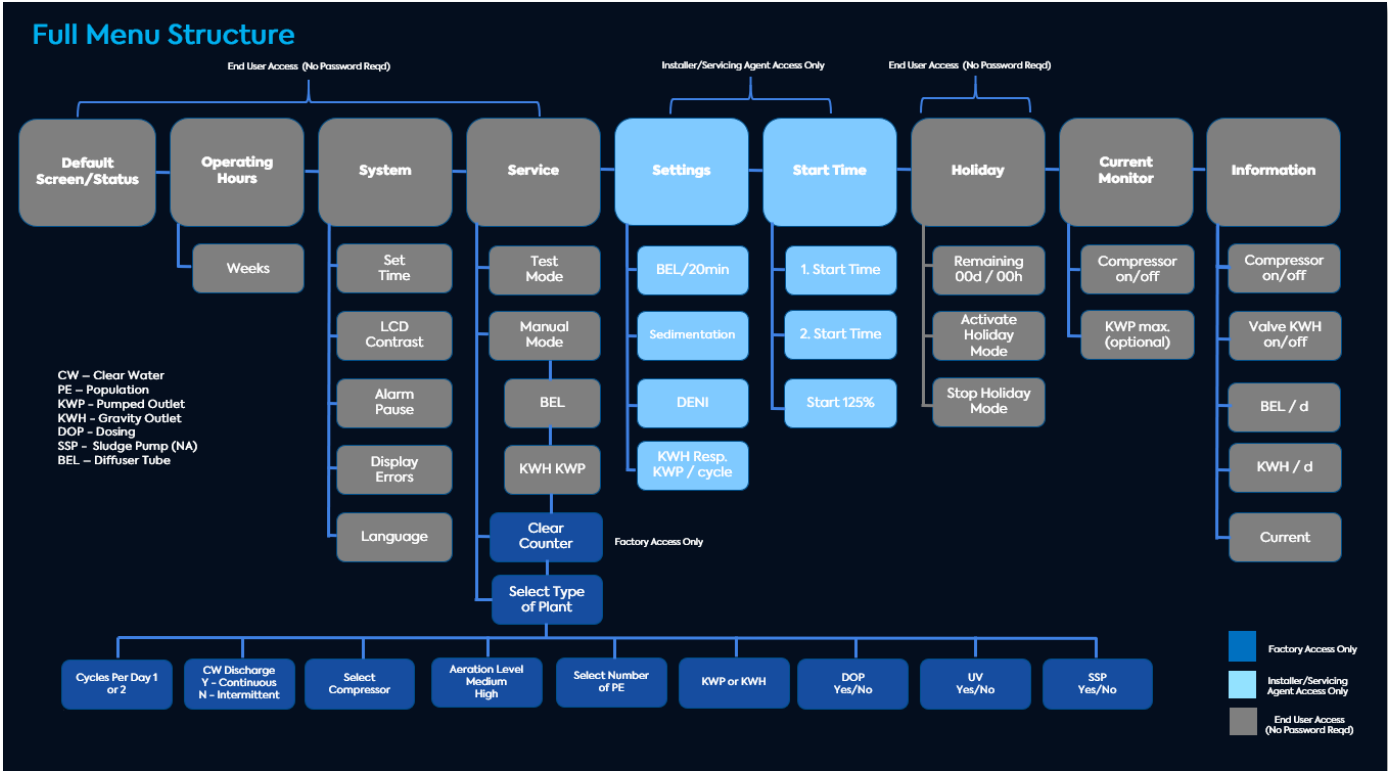 Full Menu Structure
End User Access (No Password Reqd)
Installer/Servicing Agent Access Only
End User Access (No Password Reqd)
Default
Screen/Status
Operating
Hours
System
Service
Settings
Start Time
Holiday
Current
Monitor
Information
Weeks
Set
Time
LCD
Contrast
Alarm
Pause
Display
Errors
Language
Test
Mode
Manual
Mode
BEL
KWH KWP
Clear
Counter
Factory Access Only
Select Type
of Plant
BEL/20min
Sedimentation
DENI
KWH Resp.
KWP / cycle
1. Start Time
2. Start Time
Start 125%
Remaining
00d / 00h
Activate
Holiday
Mode
Stop Holiday
Mode
Compressor
on/off
KWP max.
(optional)
Compressor
on/off
Valve KWH
on/off
BEL / d
KWH / d
Current
CW – Clear Water
PE – Population
KWP - Pumped Outlet
KWH - Gravity Outlet
DOP - Dosing
SSP - Sludge Pump (NA)
BEL – Diffuser Tube
Cycles Per Day 1
or 2
CW Discharge
Y - Continuous
N - Intermittent
Select
Compressor
Aeration Level
Medium
High
Select Number
of PE
KWP or KWH
DOP
Yes/No
UV
Yes/No
SSP
Yes/No
Factory Access Only
Installer/Servicing
Agent Access Only
End User Access
(No Password Reqd)